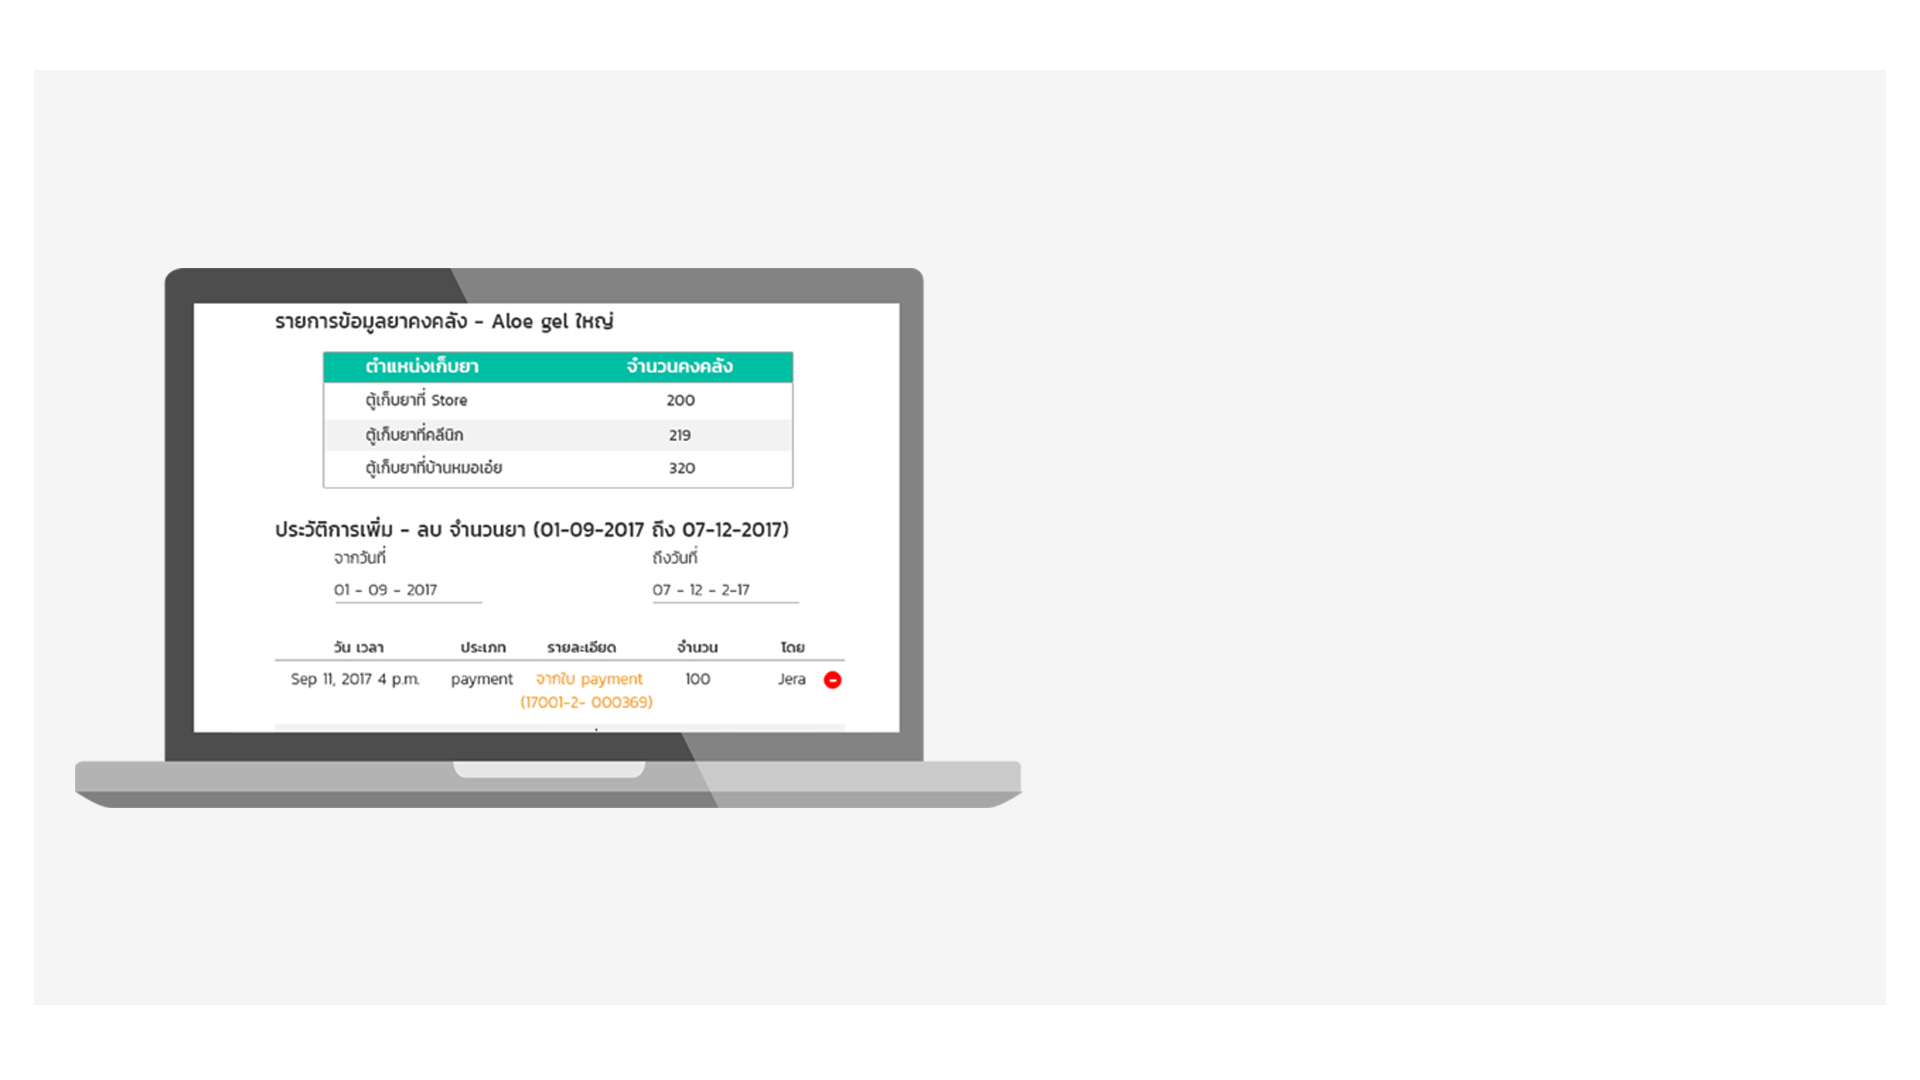 รายการข้อมูลยาคงคลัง - Aloe gel ใหญ่
ตำแหน่งเก็บยา จำนวนคงคลัง
ตู้เก็บยาที่ Store 200
ตู้เก็บยาที่คลีนิก 219
ตู้เก็บยาที่บ้านหมอเอ๋ย 320
ประวัติการเพิ่ม - ลบ จำนวนยา (01-09-2017 ถึง 07-12-2017)
จากวันที่ ถึงวันที่
01 - 09 - 2017 07 - 12 - 2-17
วัน เวลา ประเภท รายละเอียด จำนวน โดย
Sep 11, 2017 4 p.m. payment จากใบ payment 100 Jera
(17001-2- 000369)